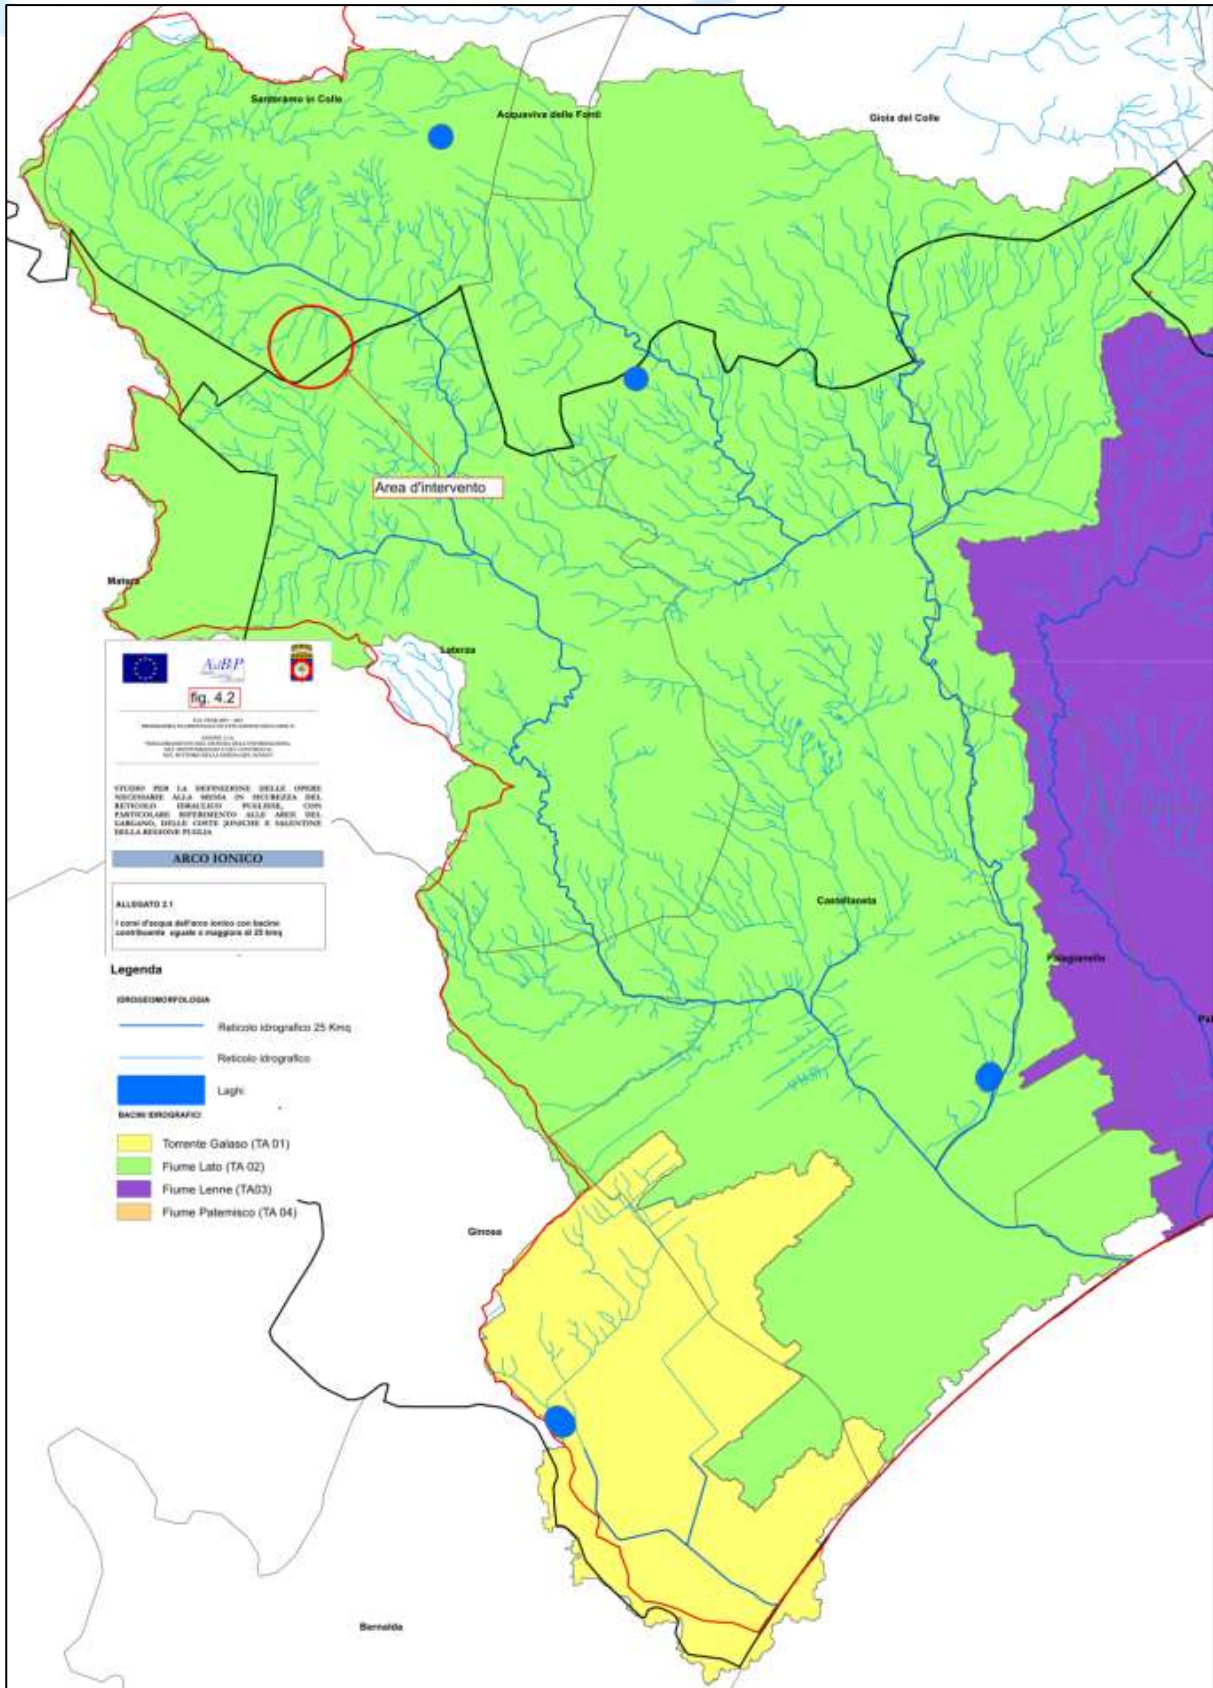 Santeramo in Colle
Acquaviva delle Fonti
Gioia del Colle
Area d'intervento
Matera
Laterza
AdBP
fig. 4.2
STUDIO PER LA DEFINIZIONE DELLE OPERE
NECESSARIE ALLA MESSA IN SICUREZZA DEL
RETICOLO IDRAULICO PUGLIESE, CON
PARTICOLARE RIFERIMENTO ALLE AREE DEL
GARGANO, DELLE COSTE JONICHE E SALENTINE
DELLA REGIONE PUGLIA
ARCO IONICO
ALLEGATO 2.1
I corsi d'acqua dell'arco ionico con bacino
contribuente uguale o maggiore di 25 kmq
Castellaneta
Palagianello
Pal
Legenda
IDROGEOMORFOLOGIA
Reticolo idrografico 25 Kmq
Reticolo idrografico
Laghi
BACINI IDROGRAFICI
Torrente Galaso (TA 01)
Fiume Lato (TA 02)
Fiume Lenne (TA03)
Fiume Patemisco (TA 04)
Ginosa
Bernalda